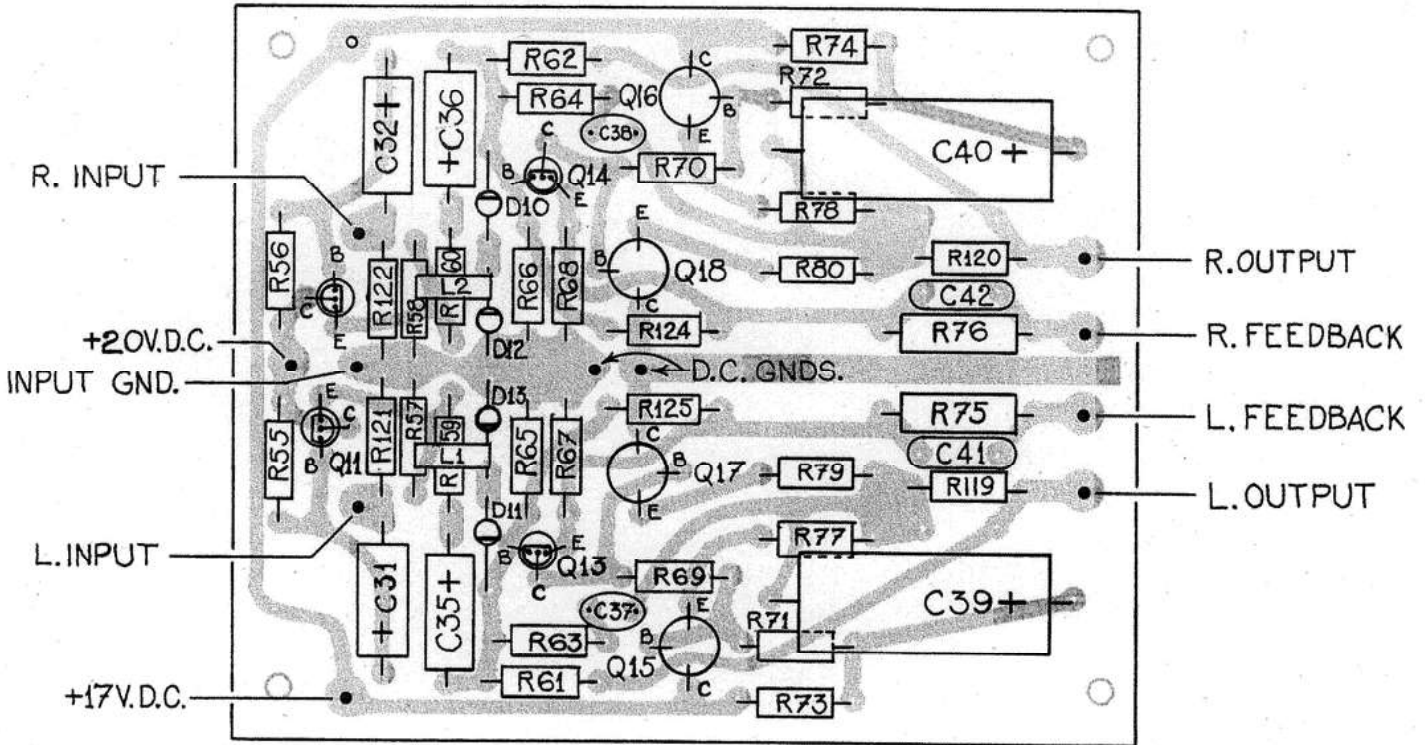 R74
R62
C
R72
R64
Q16
B
C32+
+C36
C38
C
E
C40+
R. INPUT
B
Q14
R70
E
D10
R78
E
R56
B
R122
R58
R60
L2
R66
R68
B
Q18
R80
R120
R.OUTPUT
C
C
C42
E
D12
R124
R76
R. FEEDBACK
+20V.D.C.
INPUT GND.
D.C. GNDS.
E
D13
R125
R75
L. FEEDBACK
C
R55
R121
R57
R59
L1
R65
R67
C
C41
B
Q11
B
Q17
R79
R119
L.OUTPUT
E
D11
L.INPUT
B
E
Q13
C
R77
+C31
C35+
R69
E
C39+
C37
R71
R63
B
Q15
R61
C
+17V.D.C.
R73